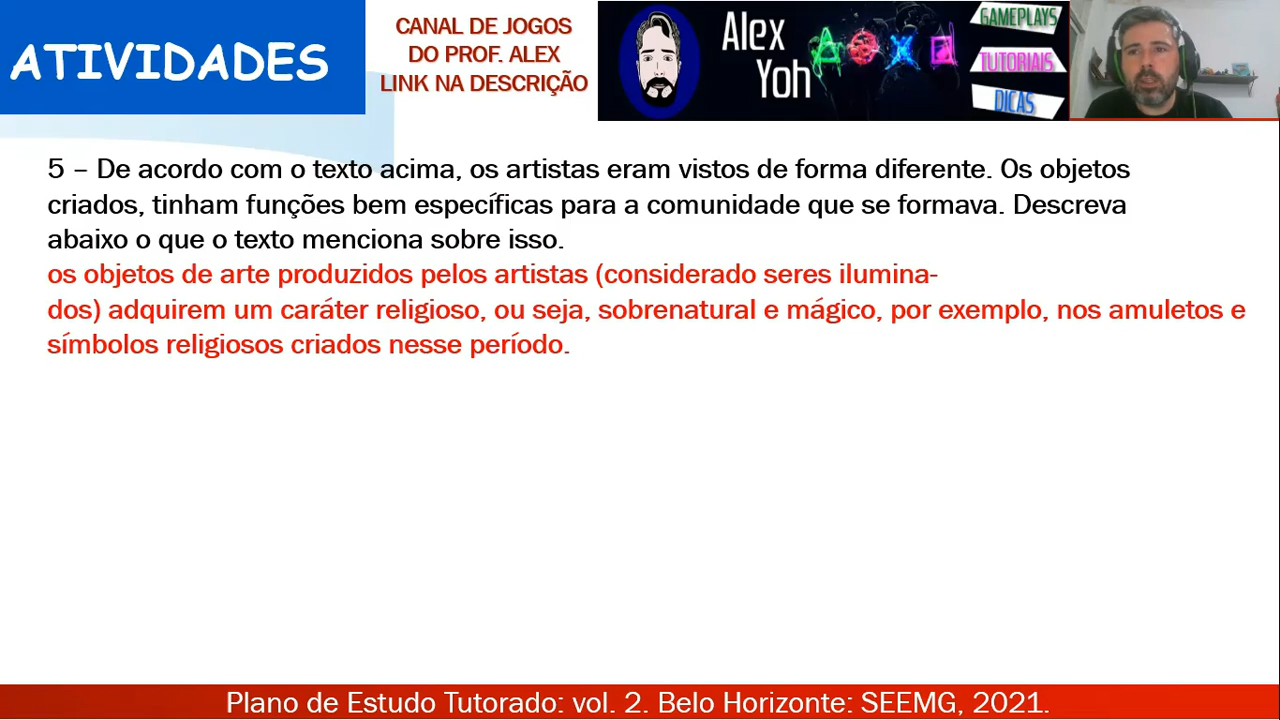 ATIVIDADES
CANAL DE JOGOS
DO PROF. ALEX
LINK NA DESCRIÇÃO
Alex
Yoh
GAMEPLAYS
TUTORIAIS
DICAS
5 – De acordo com o texto acima, os artistas eram vistos de forma diferente. Os objetos
criados, tinham funções bem específicas para a comunidade que se formava. Descreva
abaixo o que o texto menciona sobre isso.
os objetos de arte produzidos pelos artistas (considerado seres ilumina-
dos) adquirem um caráter religioso, ou seja, sobrenatural e mágico, por exemplo, nos amuletos e
símbolos religiosos criados nesse período.
Plano de Estudo Tutorado: vol. 2. Belo Horizonte: SEEMG, 2021.